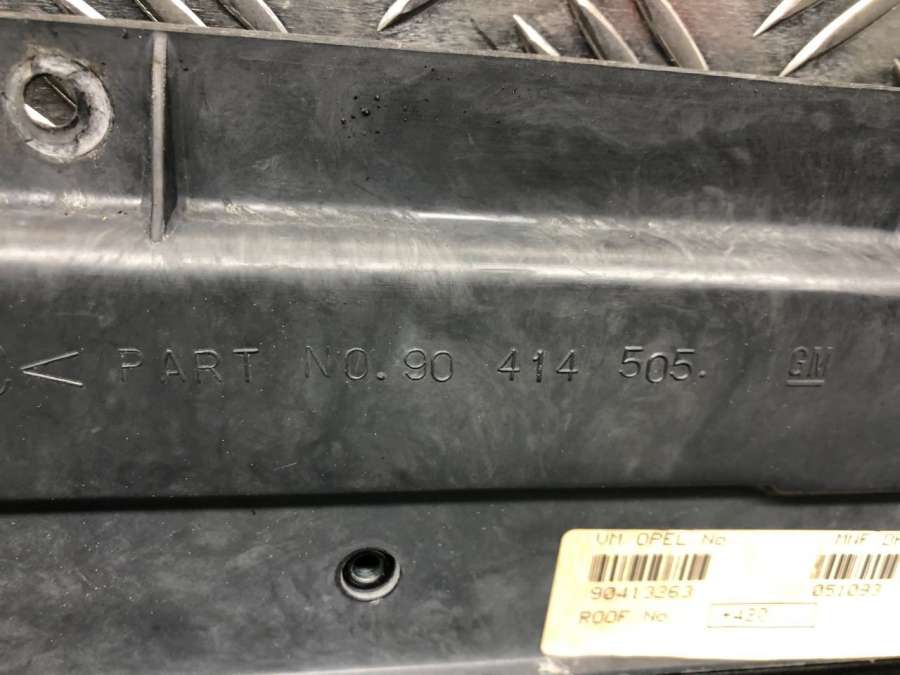 < PART NO. 90 414 505. GM
VM OPEL No
90413263
051093
ROOF No